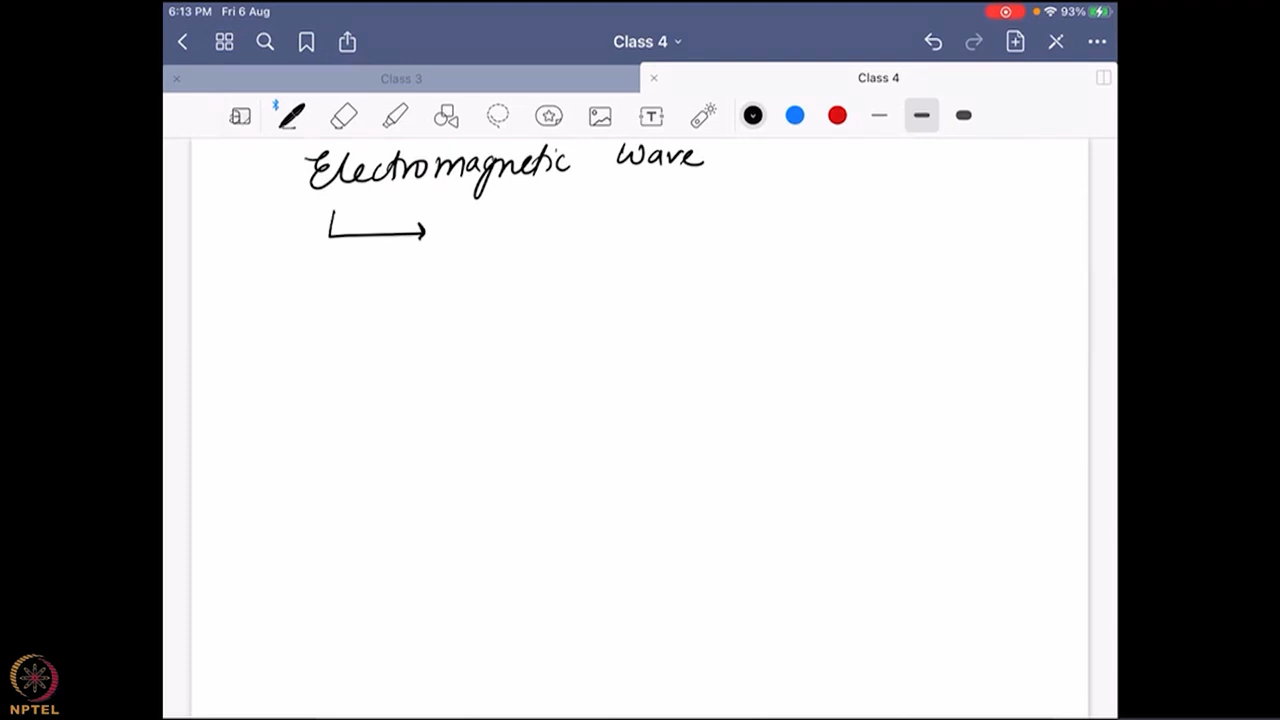 6:13 PM Fri 6 Aug 93%
Class 4
Class 3
Class 4
T
Electromagnetic Wave
NPTEL